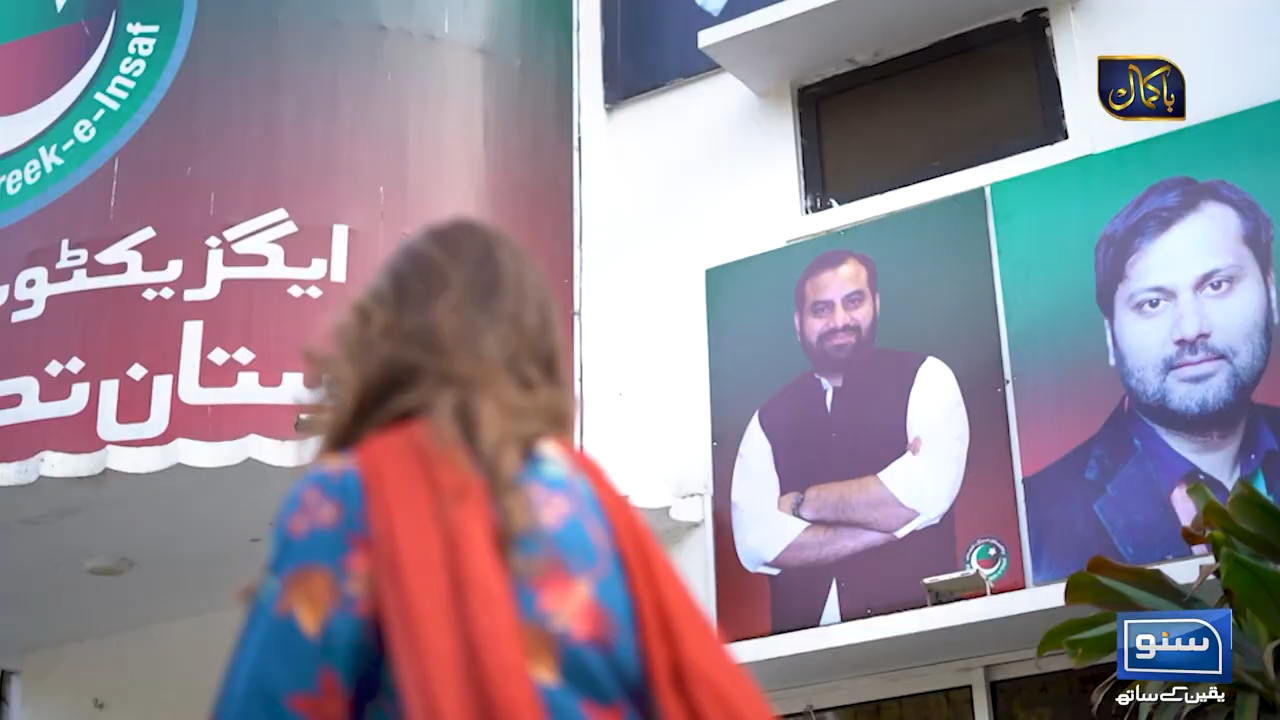 reek-e-Insaf
ایگزیکٹو
ستان تح
باکمال
سنو
یقین کے ساتھ